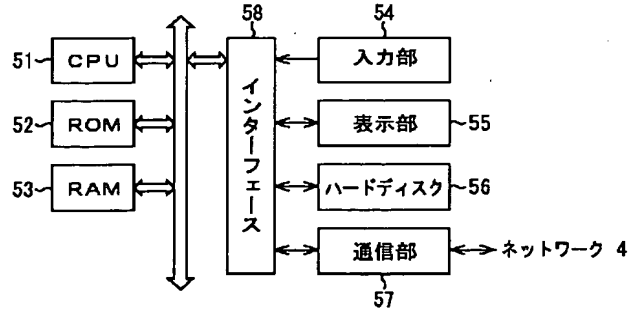 58
54
51
CPU
入力部
52
ROM
インターフェース
表示部
55
53
RAM
ハードディスク
56
通信部
ネットワーク 4
57